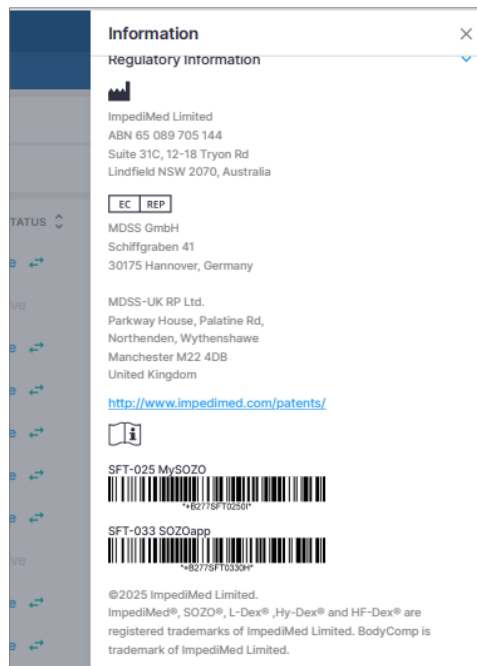 Information
Regulatory Information
ImpediMed Limited
ABN 65 089 705 144
Suite 31C, 12-18 Tryon Rd
Lindfield NSW 2070, Australia
EC REP
MDSS GmbH
Schiffgraben 41
30175 Hannover, Germany
MDSS-UK RP Ltd.
Parkway House, Palatine Rd,
Northenden, Wythenshawe
Manchester M22 4DB
United Kingdom
http://www.impedimed.com/patents/
SFT-025 MySOZO
*+B277SFT0250I*
SFT-033 SOZOapp
*+B277SFT0330H*
©2025 ImpediMed Limited.
ImpediMed®, SOZO®, L-Dex® ,Hy-Dex® and HF-Dex® are
registered trademarks of ImpediMed Limited. BodyComp is
trademark of ImpediMed Limited.
TATUS
e
ve
e
e
e
e
e
ve
e
e